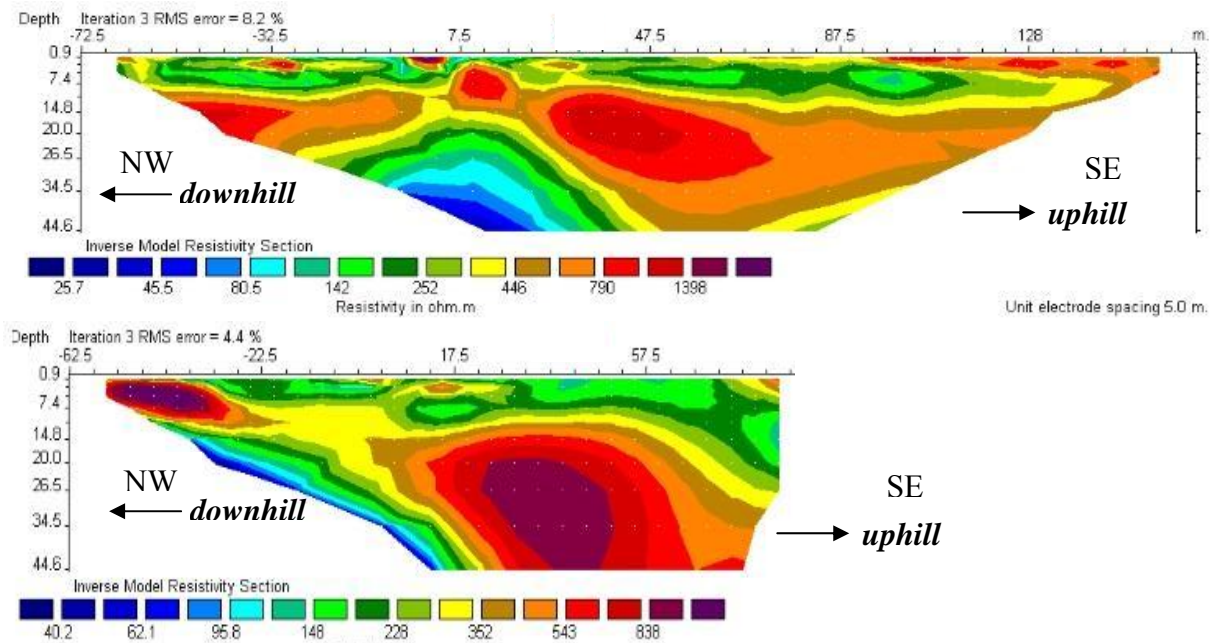 Depth Iteration 3 RMS error = 8.2 %
-72.5 -32.5 7.5 47.5 87.5 128 m.
0.9
7.4
14.8
20.0
26.5
34.5
44.6
NW
downhill
SE
uphill
Inverse Model Resistivity Section
25.7 45.5 80.5 142 252 446 790 1398
Resistivity in ohm.m
Unit electrode spacing 5.0 m.
Depth Iteration 3 RMS error = 4.4 %
-62.5 -22.5 17.5 57.5
0.9
7.4
14.8
20.0
26.5
34.5
44.6
NW
downhill
SE
uphill
Inverse Model Resistivity Section
40.2 62.1 95.8 148 228 352 543 838